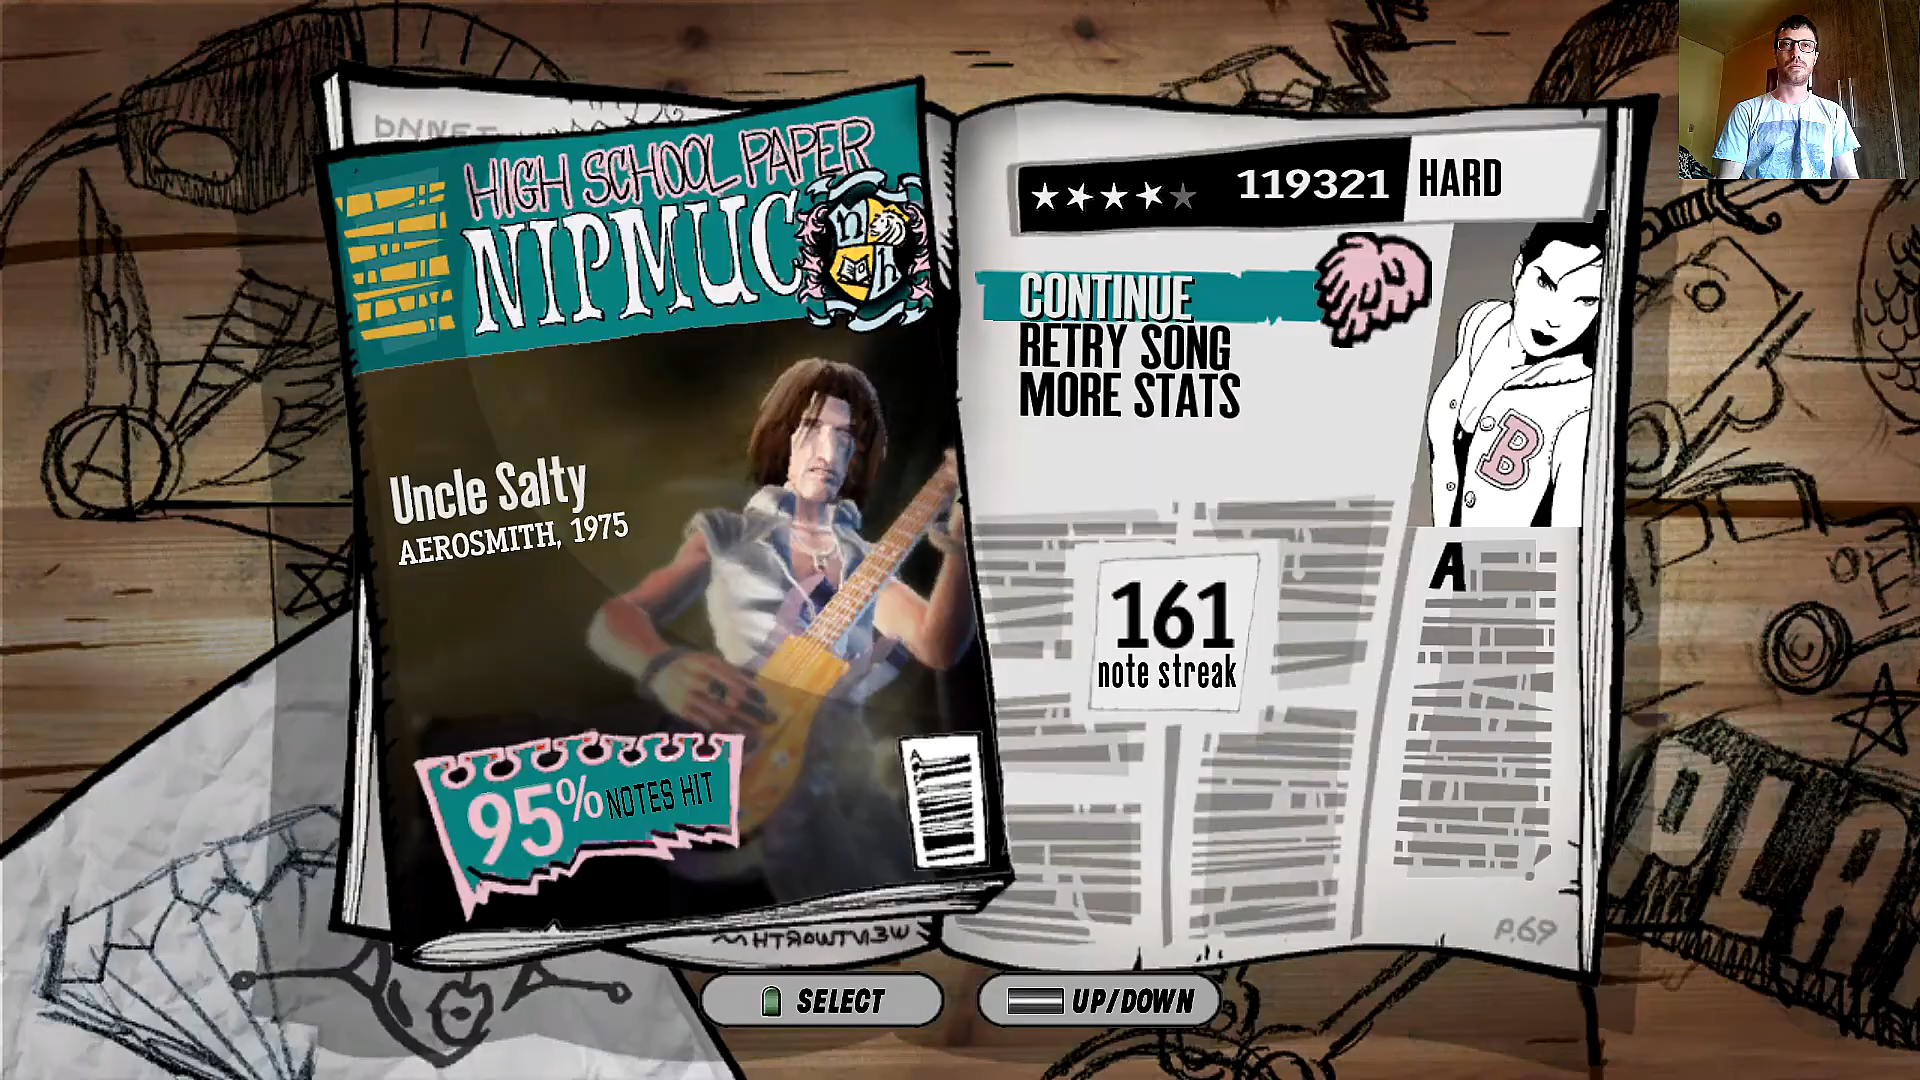 HIGH SCHOOL PAPER
NIPMUC
n
h
Uncle Salty
AEROSMITH, 1975
95% NOTES HIT
119321 HARD
CONTINUE
RETRY SONG
MORE STATS
B
161
note streak
A
P.69
SELECT
UP/DOWN